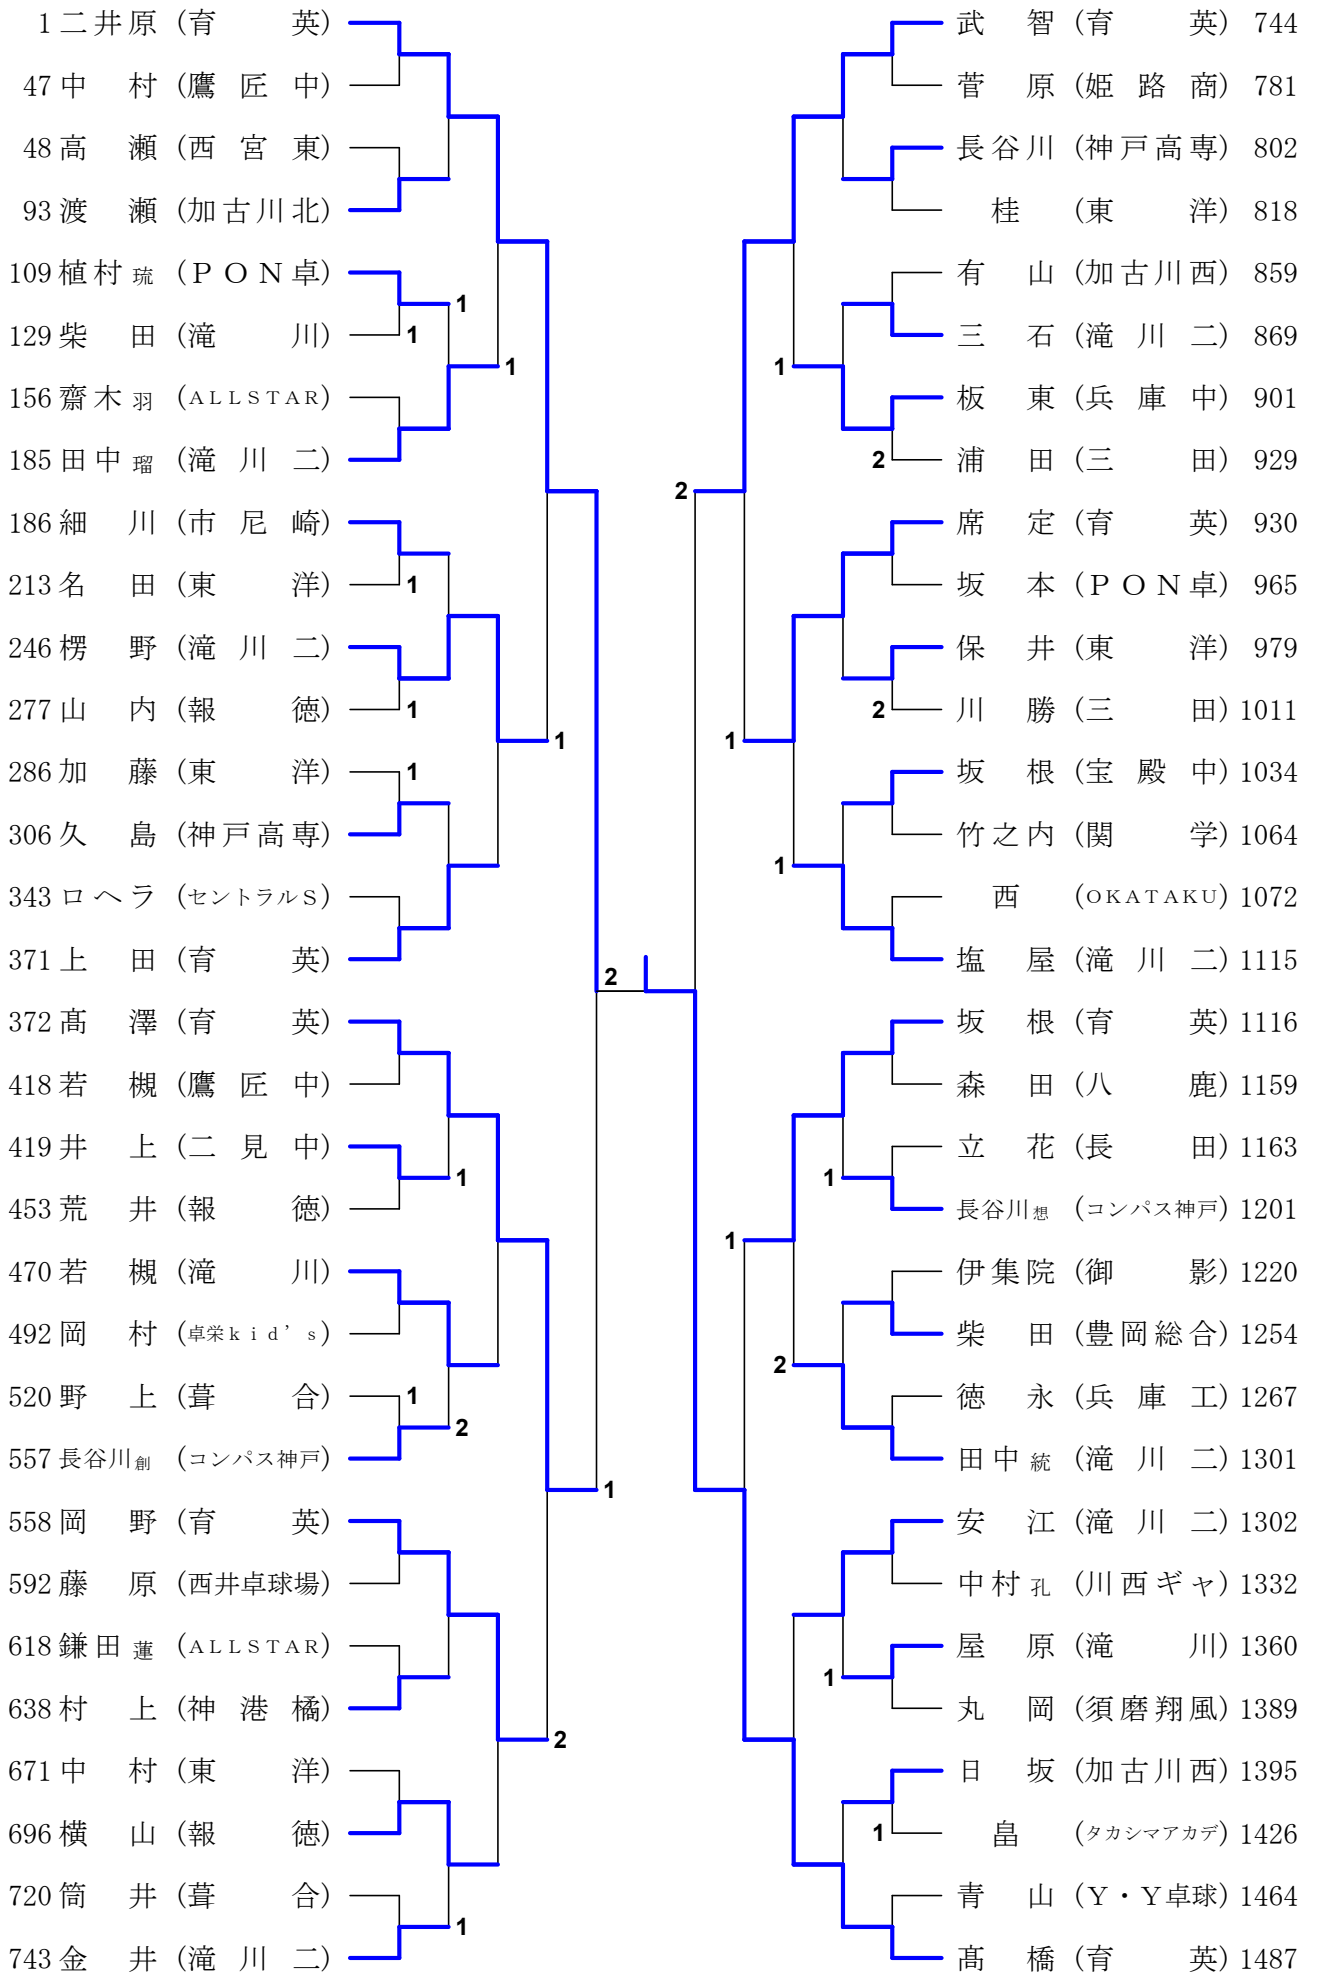 1 二井原 (育英)
47 中村 (鷹匠中)
48 高瀬 (西宮東)
93 渡瀬 (加古川北)
109 植村琉 (ＰＯＮ卓)
1
129 柴田 (滝川)
1
1
156 齋木羽 (ALLSTAR)
185 田中瑠 (滝川二)
186 細川 (市尼崎)
213 名田 (東洋)
1
246 楞野 (滝川二)
277 山内 (報徳)
1
1
286 加藤 (東洋)
1
306 久島 (神戸高専)
343 ロヘラ (セントラルＳ)
371 上田 (育英)
2
372 髙澤 (育英)
418 若槻 (鷹匠中)
419 井上 (二見中)
1
453 荒井 (報徳)
470 若槻 (滝川)
492 岡村 (卓栄ｋｉｄ’ｓ)
520 野上 (葺合)
1
2
557 長谷川創 (コンパス神戸)
1
558 岡野 (育英)
592 藤原 (西井卓球場)
618 鎌田蓮 (ALLSTAR)
638 村上 (神港橘)
2
671 中村 (東洋)
696 横山 (報徳)
720 筒井 (葺合)
1
743 金井 (滝川二)
武智 (育英) 744
菅原 (姫路商) 781
長谷川 (神戸高専) 802
桂 (東洋) 818
有山 (加古川西) 859
三石 (滝川二) 869
1
板東 (兵庫中) 901
2
浦田 (三田) 929
2
席定 (育英) 930
坂本 (ＰＯＮ卓) 965
保井 (東洋) 979
2
川勝 (三田) 1011
1
坂根 (宝殿中) 1034
竹之内 (関学) 1064
1
西 (OKATAKU) 1072
塩屋 (滝川二) 1115
坂根 (育英) 1116
森田 (八鹿) 1159
立花 (長田) 1163
1
長谷川想 (コンパス神戸) 1201
1
伊集院 (御影) 1220
柴田 (豊岡総合) 1254
2
徳永 (兵庫工) 1267
田中統 (滝川二) 1301
安江 (滝川二) 1302
中村孔 (川西ギャ) 1332
屋原 (滝川) 1360
1
丸岡 (須磨翔風) 1389
日坂 (加古川西) 1395
1
畠 (タカシマアカデ) 1426
青山 (Ｙ・Ｙ卓球) 1464
髙橋 (育英) 1487